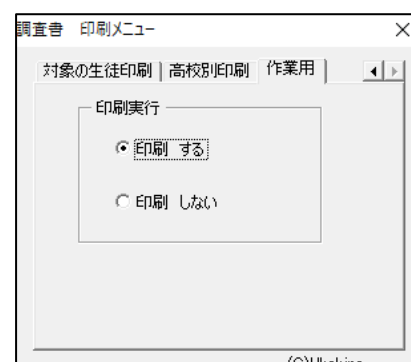 調査書 印刷メニュー
対象の生徒印刷 高校別印刷 作業用
印刷実行
印刷 する
印刷 しない